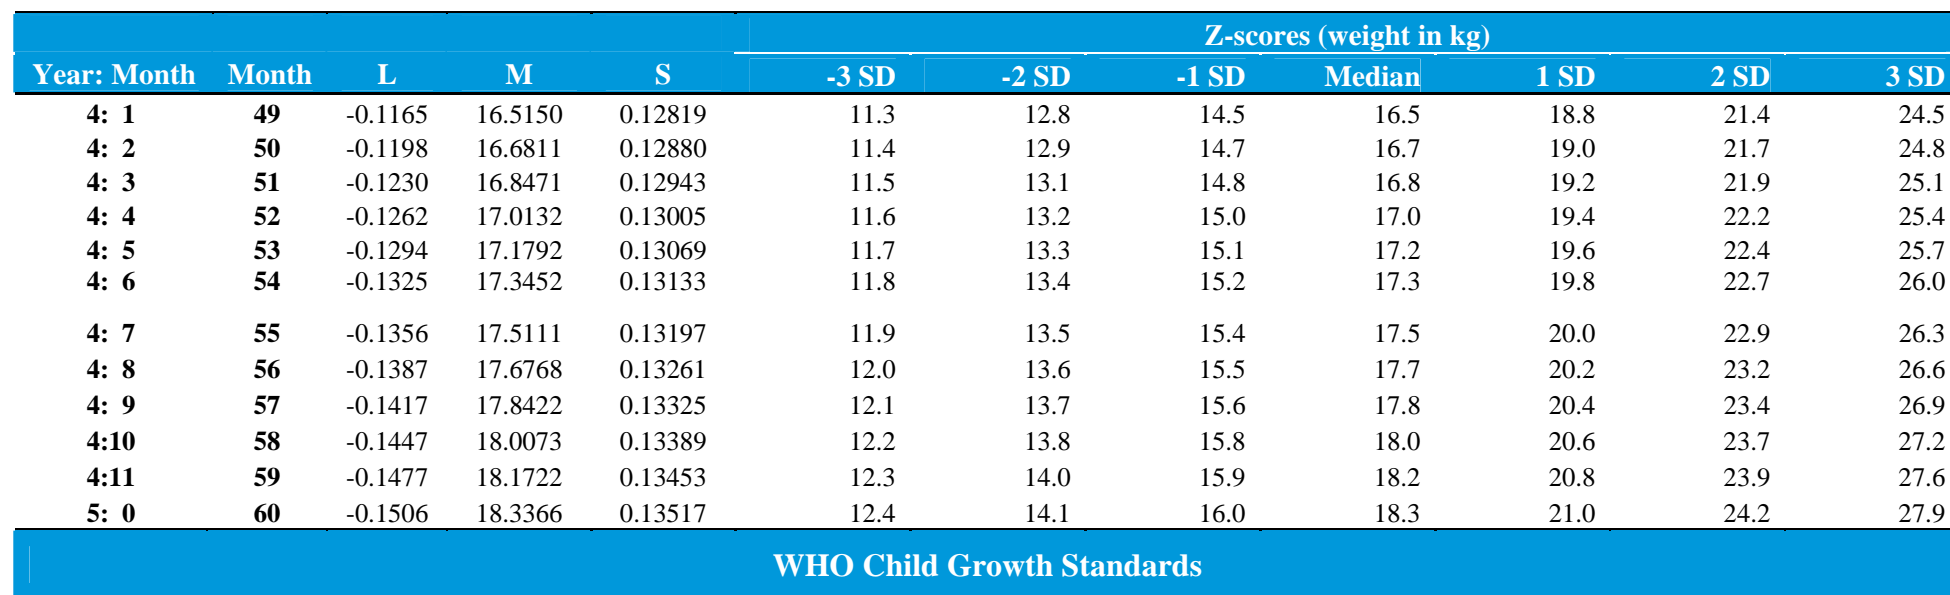 Z-scores (weight in kg)
Year: Month Month L M S -3 SD -2 SD -1 SD Median 1 SD 2 SD 3 SD
4: 1 49 -0.1165 16.5150 0.12819 11.3 12.8 14.5 16.5 18.8 21.4 24.5
4: 2 50 -0.1198 16.6811 0.12880 11.4 12.9 14.7 16.7 19.0 21.7 24.8
4: 3 51 -0.1230 16.8471 0.12943 11.5 13.1 14.8 16.8 19.2 21.9 25.1
4: 4 52 -0.1262 17.0132 0.13005 11.6 13.2 15.0 17.0 19.4 22.2 25.4
4: 5 53 -0.1294 17.1792 0.13069 11.7 13.3 15.1 17.2 19.6 22.4 25.7
4: 6 54 -0.1325 17.3452 0.13133 11.8 13.4 15.2 17.3 19.8 22.7 26.0
4: 7 55 -0.1356 17.5111 0.13197 11.9 13.5 15.4 17.5 20.0 22.9 26.3
4: 8 56 -0.1387 17.6768 0.13261 12.0 13.6 15.5 17.7 20.2 23.2 26.6
4: 9 57 -0.1417 17.8422 0.13325 12.1 13.7 15.6 17.8 20.4 23.4 26.9
4:10 58 -0.1447 18.0073 0.13389 12.2 13.8 15.8 18.0 20.6 23.7 27.2
4:11 59 -0.1477 18.1722 0.13453 12.3 14.0 15.9 18.2 20.8 23.9 27.6
5: 0 60 -0.1506 18.3366 0.13517 12.4 14.1 16.0 18.3 21.0 24.2 27.9
WHO Child Growth Standards